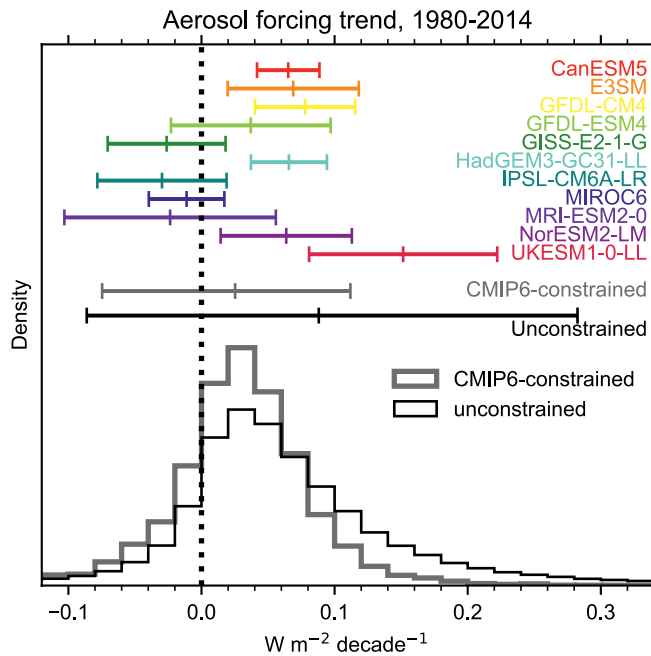 Aerosol forcing trend, 1980-2014
CanESM5
E3SM
GFDL-CM4
GFDL-ESM4
GISS-E2-1-G
HadGEM3-GC31-LL
IPSL-CM6A-LR
MIROC6
MRI-ESM2-0
NorESM2-LM
UKESM1-0-LL
CMIP6-constrained
Unconstrained
Density
CMIP6-constrained
unconstrained
−0.1 0.0 0.1 0.2 0.3
W m⁻² decade⁻¹